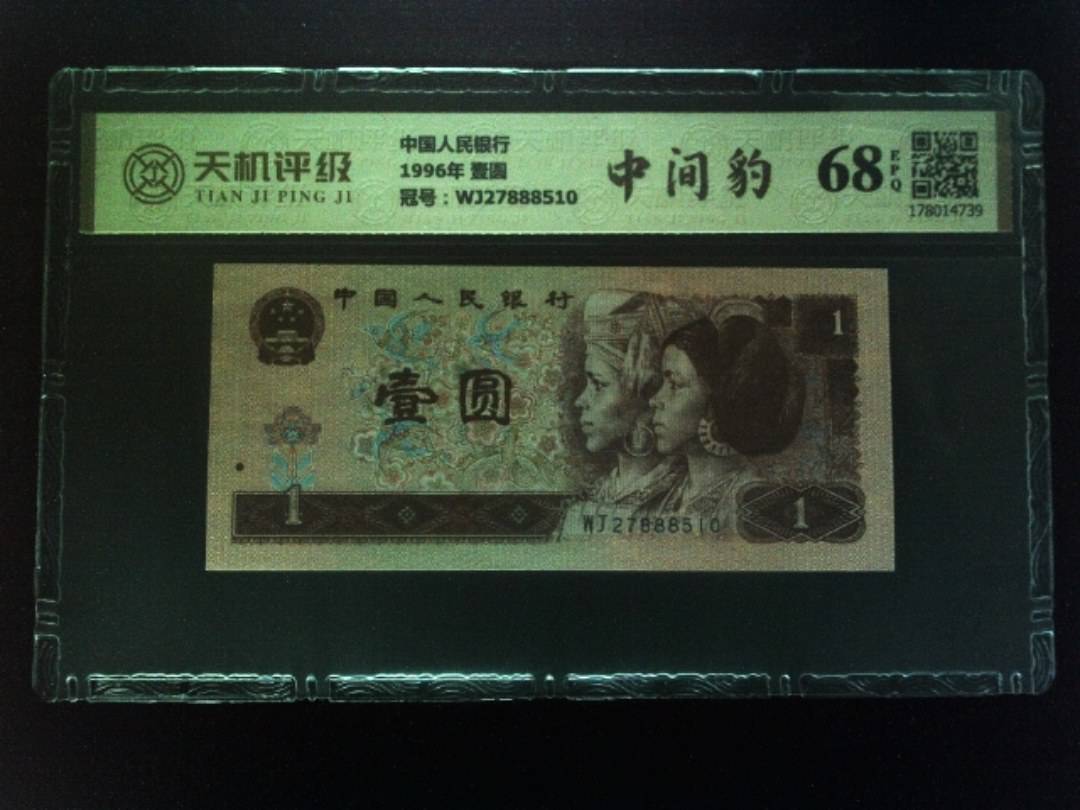 天机评级
TIAN JI PING JI
中国人民银行
1996年 壹圆
冠号：WJ27888510
中间豹
68
EPQ
178014739
中国人民银行
1
壹圆
1
WJ27888510
1